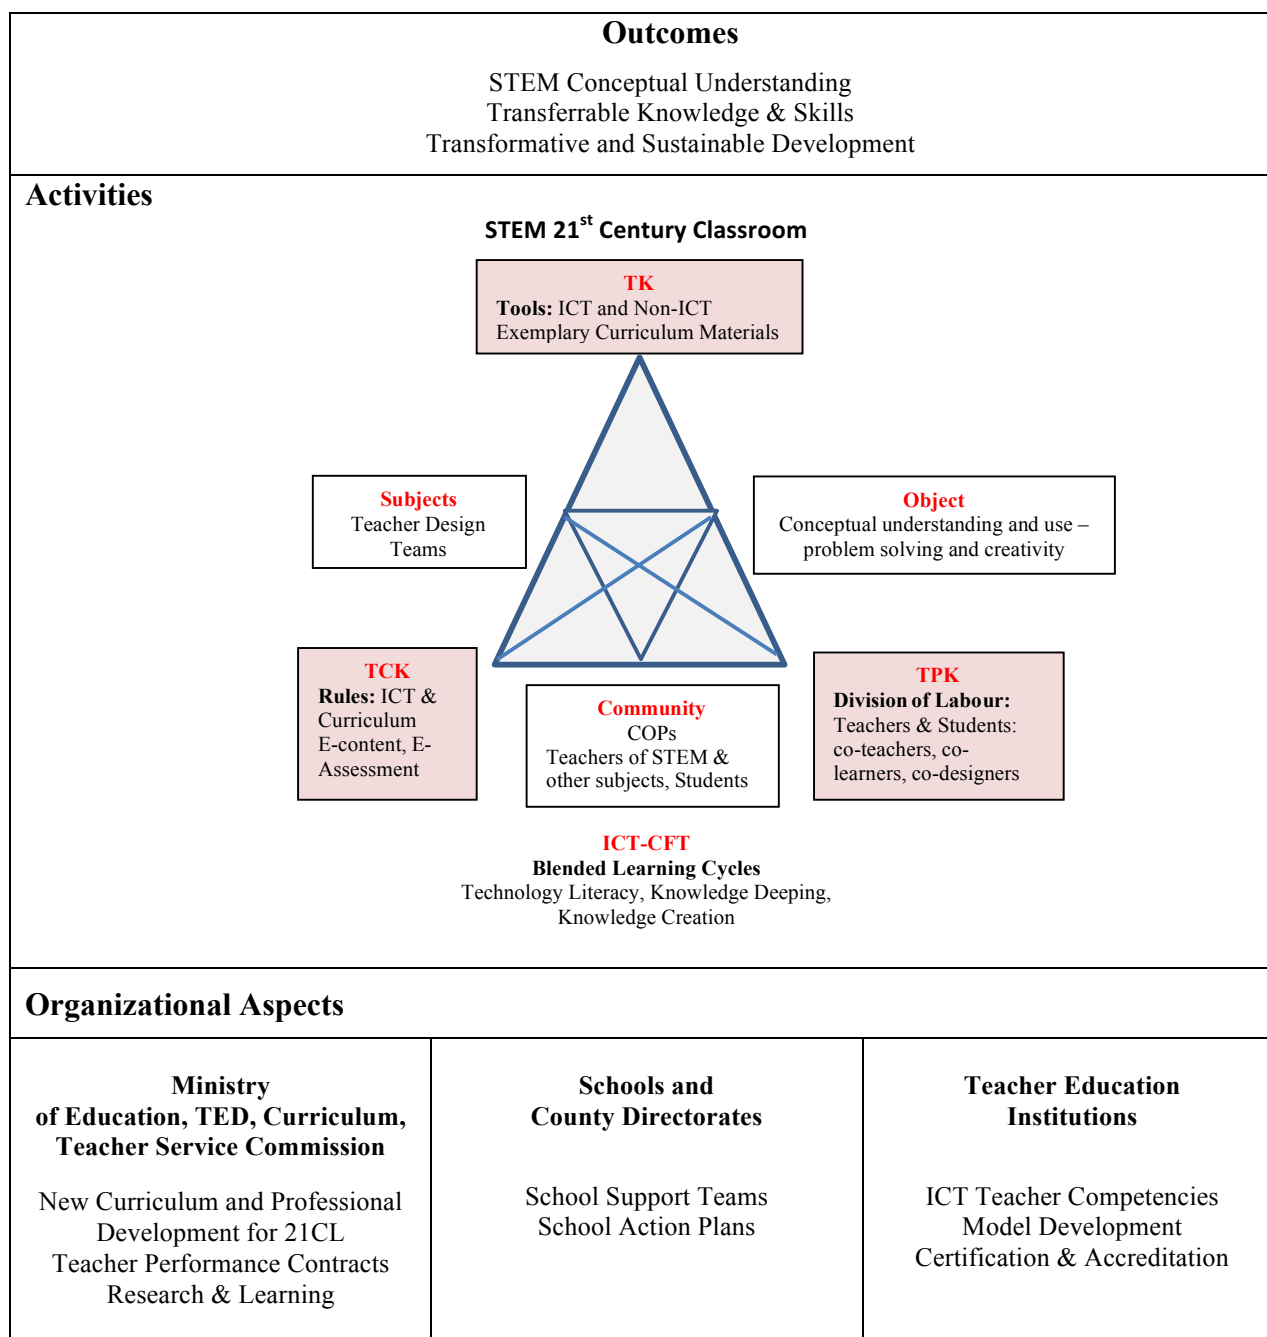 Outcomes
STEM Conceptual Understanding
Transferrable Knowledge & Skills
Transformative and Sustainable Development
Activities
STEM 21st Century Classroom
TK
Tools: ICT and Non-ICT
Exemplary Curriculum Materials
Subjects
Teacher Design
Teams
Object
Conceptual understanding and use –
problem solving and creativity
TCK
Rules: ICT &
Curriculum
E-content, E-
Assessment
Community
COPs
Teachers of STEM &
other subjects, Students
TPK
Division of Labour:
Teachers & Students:
co-teachers, co-
learners, co-designers
ICT-CFT
Blended Learning Cycles
Technology Literacy, Knowledge Deeping,
Knowledge Creation
Organizational Aspects
Ministry
of Education, TED, Curriculum,
Teacher Service Commission
New Curriculum and Professional
Development for 21CL
Teacher Performance Contracts
Research & Learning
Schools and
County Directorates
School Support Teams
School Action Plans
Teacher Education
Institutions
ICT Teacher Competencies
Model Development
Certification & Accreditation